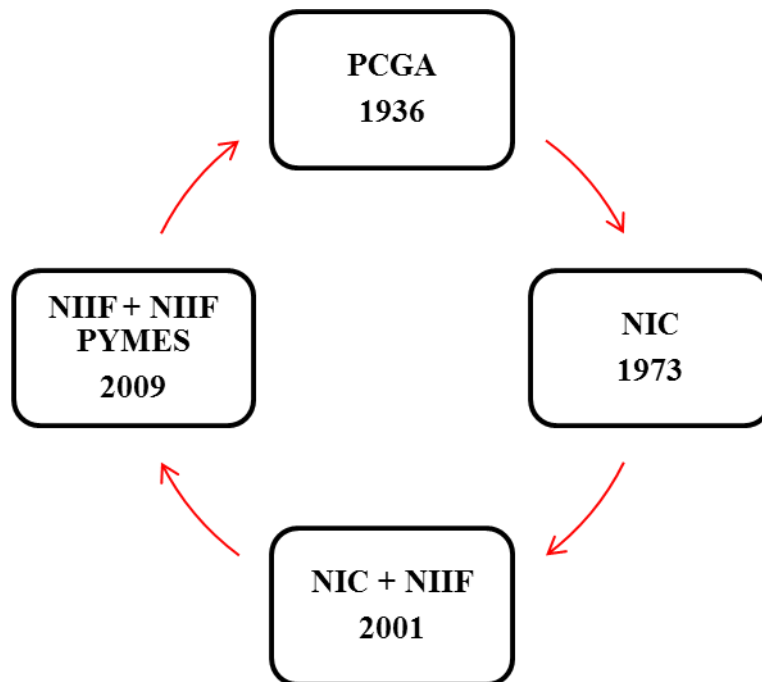 PCGA
1936
NIC
1973
NIC + NIIF
2001
NIIF + NIIF
PYMES
2009